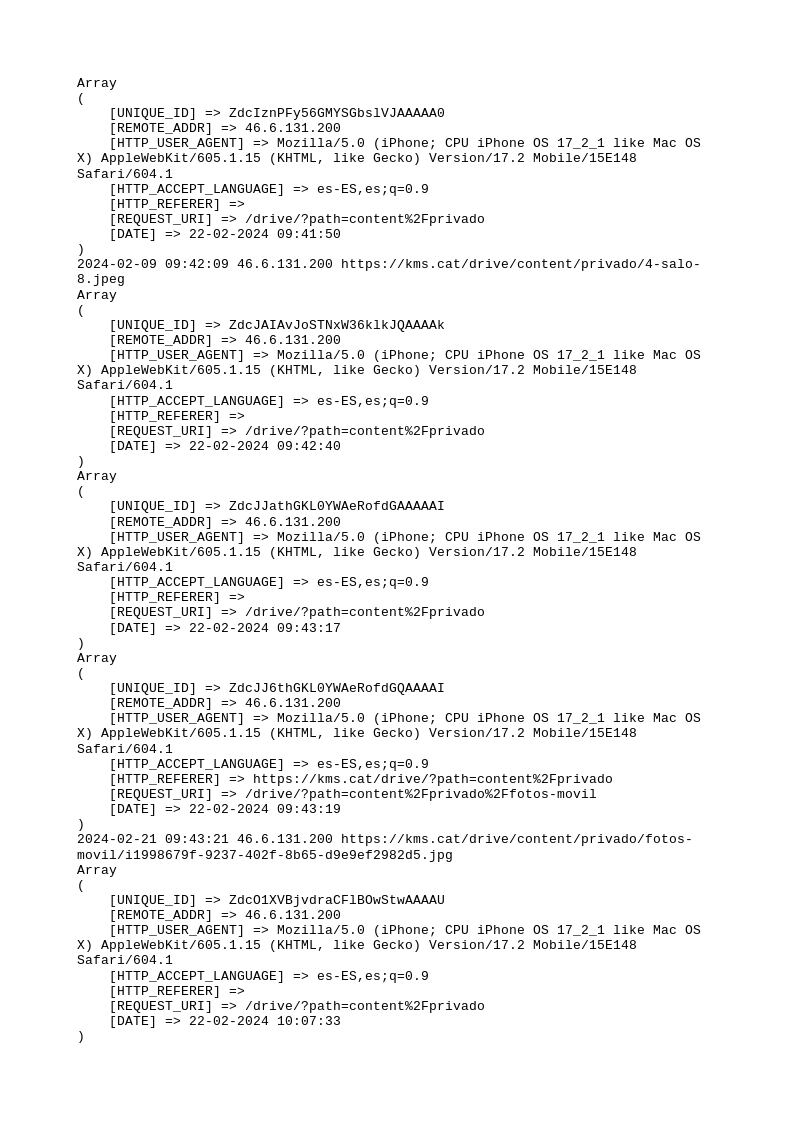 Array
(
    [UNIQUE_ID] => ZdcIznPFy56GMYSGbslVJAAAAA0
    [REMOTE_ADDR] => 46.6.131.200
    [HTTP_USER_AGENT] => Mozilla/5.0 (iPhone; CPU iPhone OS 17_2_1 like Mac OS
X) AppleWebKit/605.1.15 (KHTML, like Gecko) Version/17.2 Mobile/15E148
Safari/604.1
    [HTTP_ACCEPT_LANGUAGE] => es-ES,es;q=0.9
    [HTTP_REFERER] =>
    [REQUEST_URI] => /drive/?path=content%2Fprivado
    [DATE] => 22-02-2024 09:41:50
)
2024-02-09 09:42:09 46.6.131.200 https://kms.cat/drive/content/privado/4-salo-
8.jpeg
Array
(
    [UNIQUE_ID] => ZdcJAIAvJoSTNxW36klkJQAAAAk
    [REMOTE_ADDR] => 46.6.131.200
    [HTTP_USER_AGENT] => Mozilla/5.0 (iPhone; CPU iPhone OS 17_2_1 like Mac OS
X) AppleWebKit/605.1.15 (KHTML, like Gecko) Version/17.2 Mobile/15E148
Safari/604.1
    [HTTP_ACCEPT_LANGUAGE] => es-ES,es;q=0.9
    [HTTP_REFERER] =>
    [REQUEST_URI] => /drive/?path=content%2Fprivado
    [DATE] => 22-02-2024 09:42:40
)
Array
(
    [UNIQUE_ID] => ZdcJJathGKL0YWAeRofdGAAAAAI
    [REMOTE_ADDR] => 46.6.131.200
    [HTTP_USER_AGENT] => Mozilla/5.0 (iPhone; CPU iPhone OS 17_2_1 like Mac OS
X) AppleWebKit/605.1.15 (KHTML, like Gecko) Version/17.2 Mobile/15E148
Safari/604.1
    [HTTP_ACCEPT_LANGUAGE] => es-ES,es;q=0.9
    [HTTP_REFERER] =>
    [REQUEST_URI] => /drive/?path=content%2Fprivado
    [DATE] => 22-02-2024 09:43:17
)
Array
(
    [UNIQUE_ID] => ZdcJJ6thGKL0YWAeRofdGQAAAAI
    [REMOTE_ADDR] => 46.6.131.200
    [HTTP_USER_AGENT] => Mozilla/5.0 (iPhone; CPU iPhone OS 17_2_1 like Mac OS
X) AppleWebKit/605.1.15 (KHTML, like Gecko) Version/17.2 Mobile/15E148
Safari/604.1
    [HTTP_ACCEPT_LANGUAGE] => es-ES,es;q=0.9
    [HTTP_REFERER] => https://kms.cat/drive/?path=content%2Fprivado
    [REQUEST_URI] => /drive/?path=content%2Fprivado%2Ffotos-movil
    [DATE] => 22-02-2024 09:43:19
)
2024-02-21 09:43:21 46.6.131.200 https://kms.cat/drive/content/privado/fotos-
movil/i1998679f-9237-402f-8b65-d9e9ef2982d5.jpg
Array
(
    [UNIQUE_ID] => ZdcO1XVBjvdraCFlBOwStwAAAAU
    [REMOTE_ADDR] => 46.6.131.200
    [HTTP_USER_AGENT] => Mozilla/5.0 (iPhone; CPU iPhone OS 17_2_1 like Mac OS
X) AppleWebKit/605.1.15 (KHTML, like Gecko) Version/17.2 Mobile/15E148
Safari/604.1
    [HTTP_ACCEPT_LANGUAGE] => es-ES,es;q=0.9
    [HTTP_REFERER] =>
    [REQUEST_URI] => /drive/?path=content%2Fprivado
    [DATE] => 22-02-2024 10:07:33
)